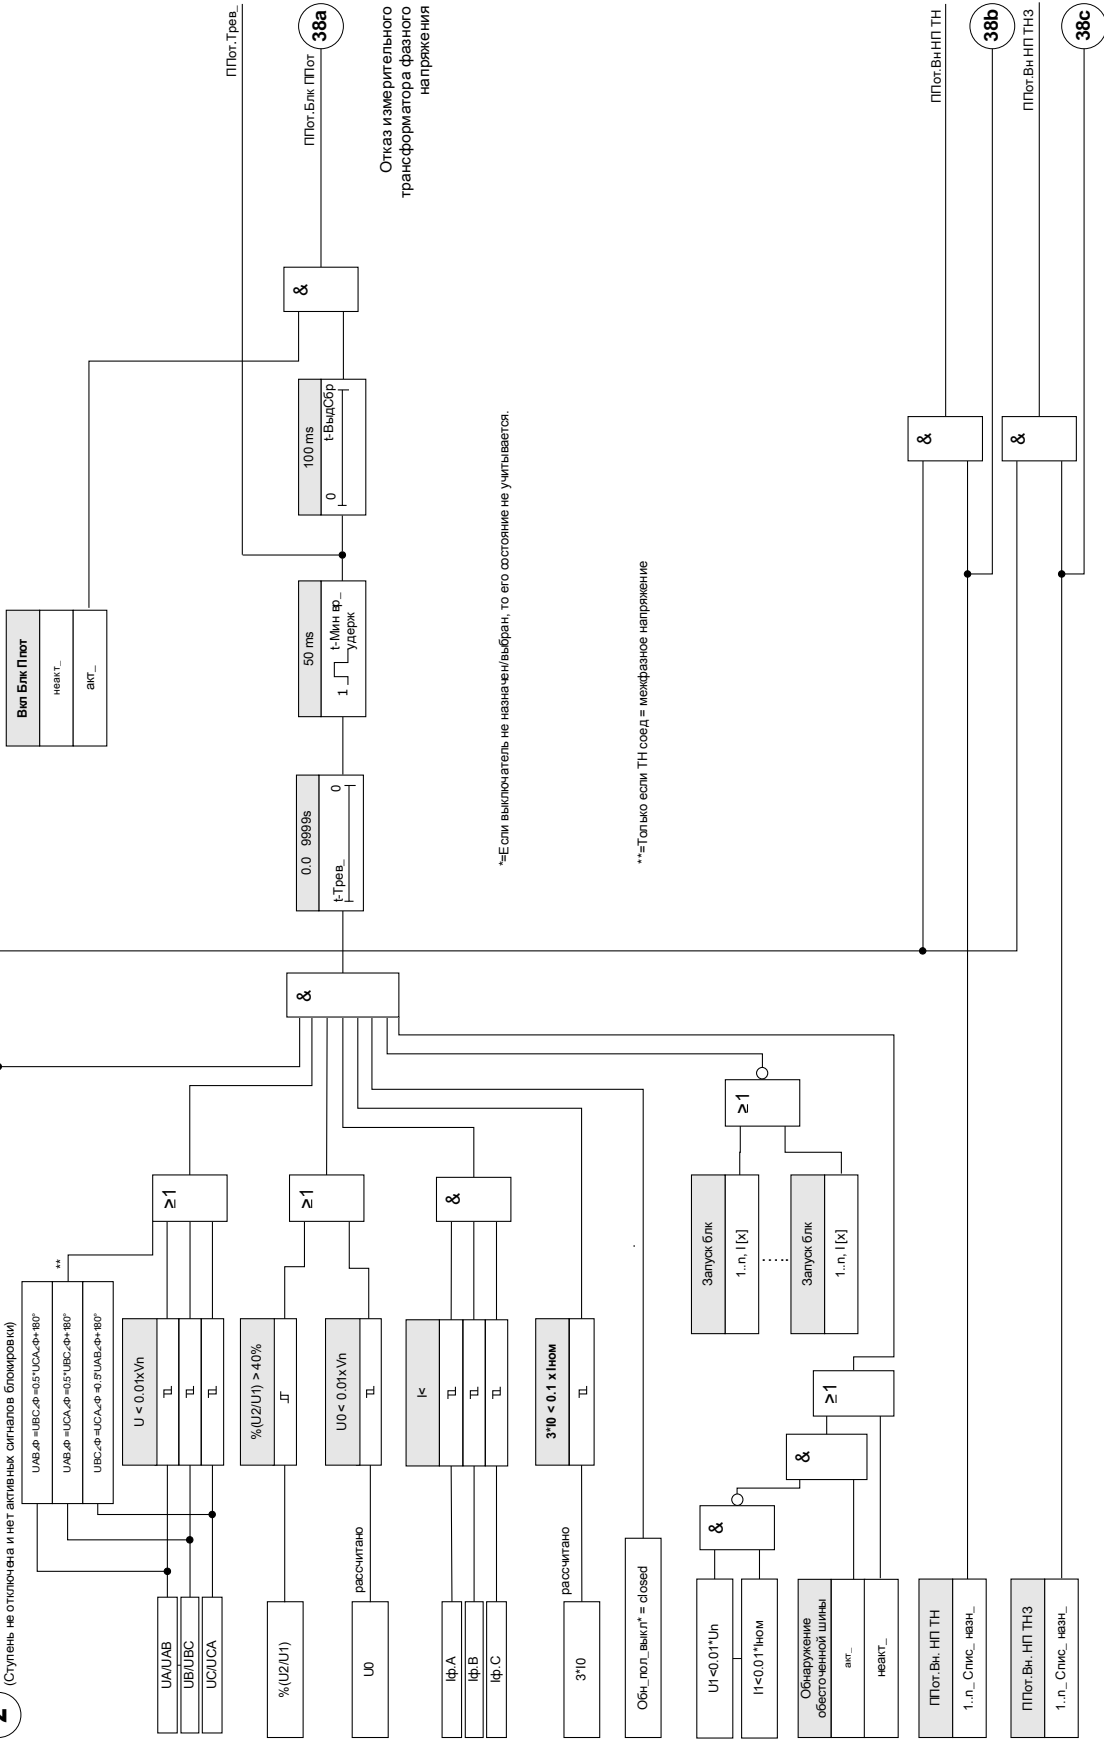 2
(Ступень не отключена и нет активных сигналов блокировки)
UAB∠Ф =UBC∠Ф =0.5*UCA∠Ф+180°
UAB∠Ф =UCA∠Ф =0.5*UBC∠Ф+180°
UBC∠Ф =UCA∠Ф =0.5*UAB∠Ф+180°
**
UA/UAB
UB/UBC
UC/UCA
U < 0.01xVn
≥1
%(U2/U1)
%(U2/U1) > 40%
U0
рассчитано
U0 < 0.01xVn
≥1
Iф.A
Iф.B
Iф.C
I<
&
3*I0
рассчитано
3*I0 < 0.1 x Iном
Обн_пол_выкл* = closed
.
U1<0.01*Un
I1<0.01*Iном
&
Обнаружение
обесточенной шины
акт_
неакт_
&
≥1
Запуск блк
1..n, I [x]
.....
Запуск блк
1..n, I [x]
≥1
ППот.Вн. НП ТН
1..n_ Спис_ назн_
ППот.Вн. НП ТНЗ
1..n_ Спис_ назн_
&
0.0 9999s
t-Трев_
0
50 ms
1
t-Мин вр_
удерж
100 ms
0
t-ВыдСбр
Вкл Блк Ппот
неакт_
акт_
&
ППот.Трев_
ППот.Блк ППот
38a
Отказ измерительного
трансформатора фазного
напряжения
*=Если выключатель не назначен/выбран, то его состояние не учитывается.
**=Только если ТН соед = межфазное напряжение
&
ППот.Вн НП ТН
38b
&
ППот.Вн НП ТНЗ
38c